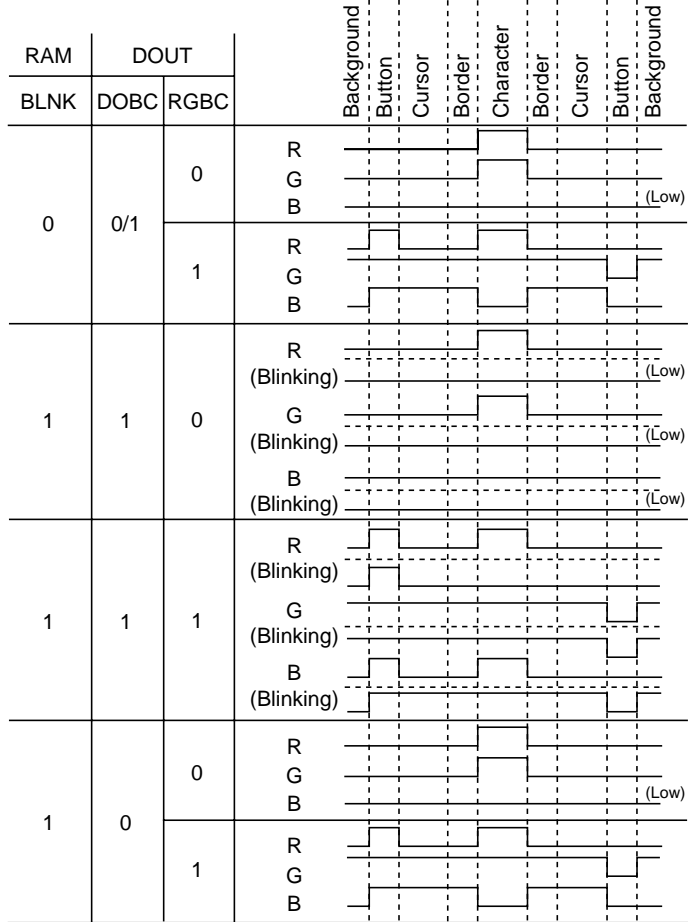 Background Button Cursor Border Character Border Cursor Button Background
RAM DOUT
BLNK DOBC RGBC
R
0 G
B (Low)
0 0/1
R
1 G
B
R
(Blinking) (Low)
1 1 0 G
(Blinking) (Low)
B
(Blinking) (Low)
R
(Blinking)
1 1 1 G
(Blinking)
B
(Blinking)
R
0 G
B (Low)
1 0
R
1 G
B